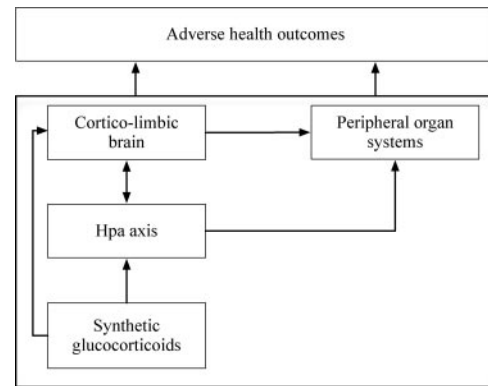 Adverse health outcomes
Cortico-limbic
brain
Peripheral organ
systems
Hpa axis
Synthetic
glucocorticoids